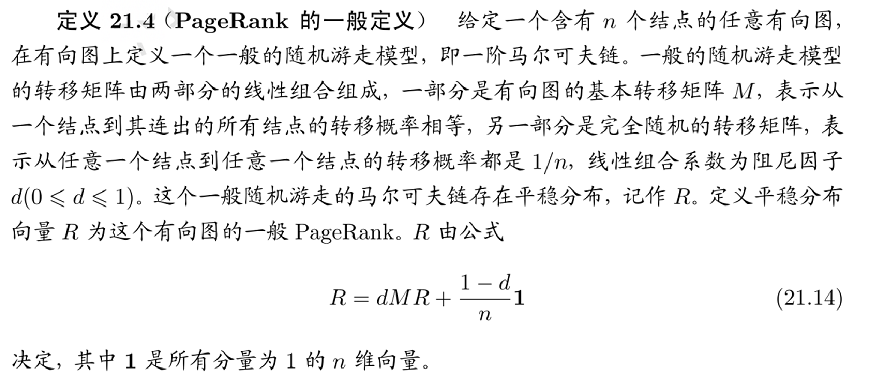 定义 21.4（PageRank 的一般定义） 给定一个含有 n 个结点的任意有向图，
在有向图上定义一个一般的随机游走模型，即一阶马尔可夫链。一般的随机游走模型
的转移矩阵由两部分的线性组合组成，一部分是有向图的基本转移矩阵 M，表示从
一个结点到其连出的所有结点的转移概率相等，另一部分是完全随机的转移矩阵，表
示从任意一个结点到任意一个结点的转移概率都是 1/n，线性组合系数为阻尼因子
d(0 ⩽ d ⩽ 1)。这个一般随机游走的马尔可夫链存在平稳分布，记作 R。定义平稳分布
向量 R 为这个有向图的一般 PageRank。R 由公式
R = dMR + \frac{1 − d}{n} 1 (21.14)
决定，其中 1 是所有分量为 1 的 n 维向量。